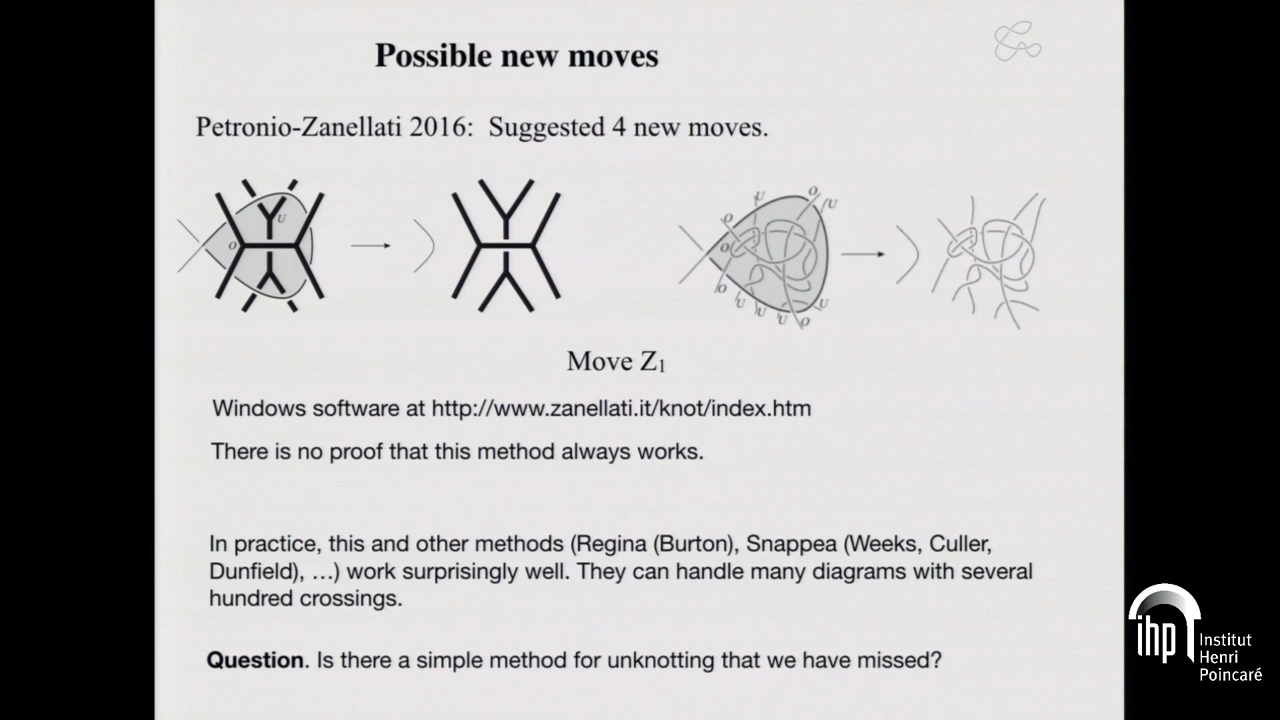 Possible new moves
Petronio-Zanellati 2016: Suggested 4 new moves.
U
O
U
O
U
O
O
O
U
U
U
O
U
Move Z₁
Windows software at http://www.zanellati.it/knot/index.htm
There is no proof that this method always works.
In practice, this and other methods (Regina (Burton), Snappea (Weeks, Culler,
Dunfield), …) work surprisingly well. They can handle many diagrams with several
hundred crossings.
Question. Is there a simple method for unknotting that we have missed?
ihp Institut
Henri
Poincaré